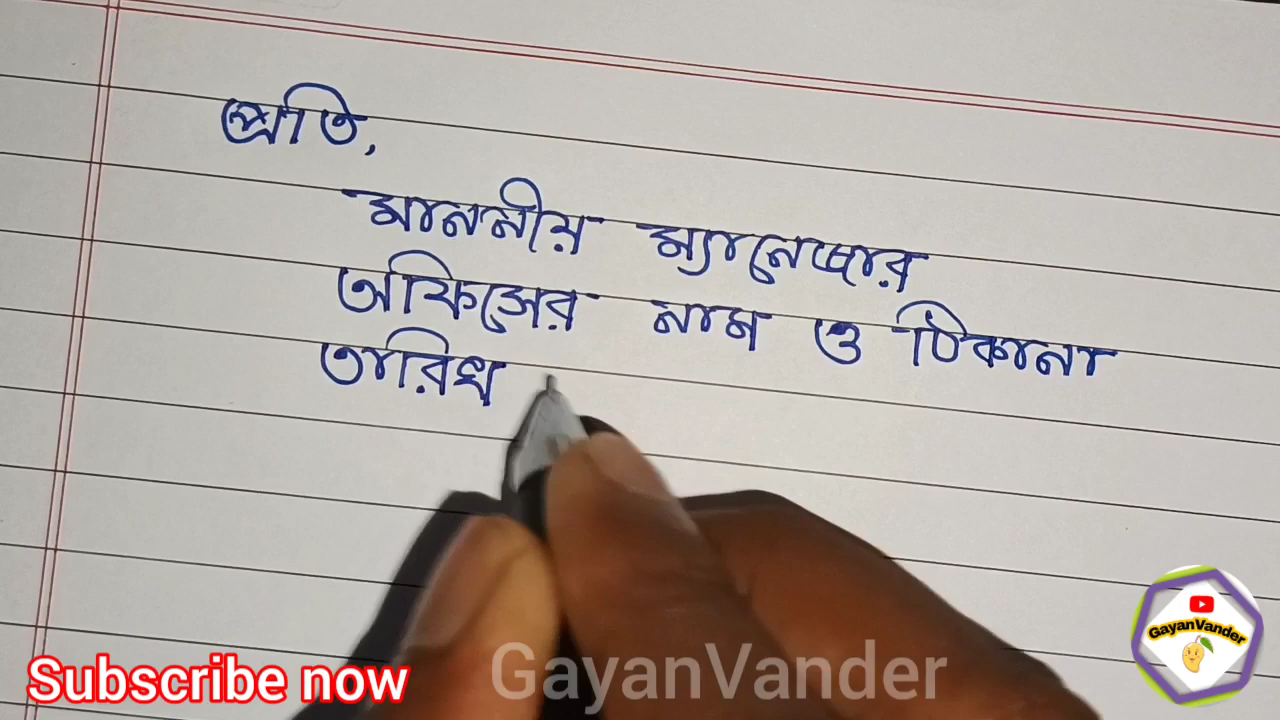 প্রতি,
মাননীয় ম্যানেজার
অফিসের নাম ও ঠিকানা
তারিখ
GayanVander
Subscribe now
GayanVander